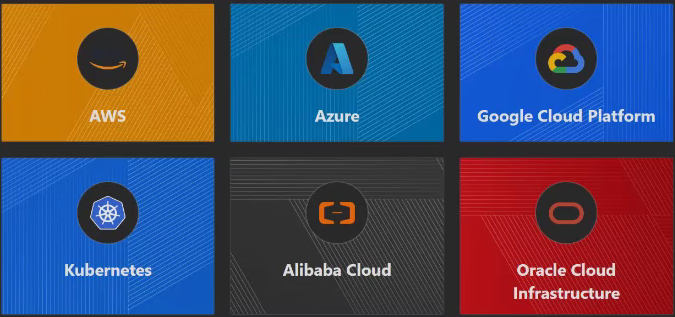 AWS
Azure
Google Cloud Platform
Kubernetes
Alibaba Cloud
Oracle Cloud
Infrastructure